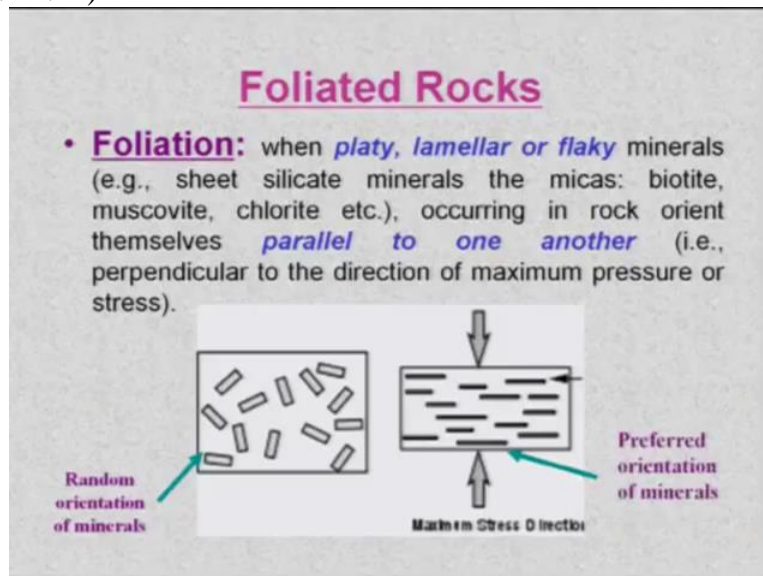 Foliated Rocks
• Foliation: when platy, lamellar or flaky minerals
(e.g., sheet silicate minerals the micas: biotite,
muscovite, chlorite etc.), occurring in rock orient
themselves parallel to one another (i.e.,
perpendicular to the direction of maximum pressure or
stress).
Random
orientation
of minerals
Preferred
orientation
of minerals
Stress Directio